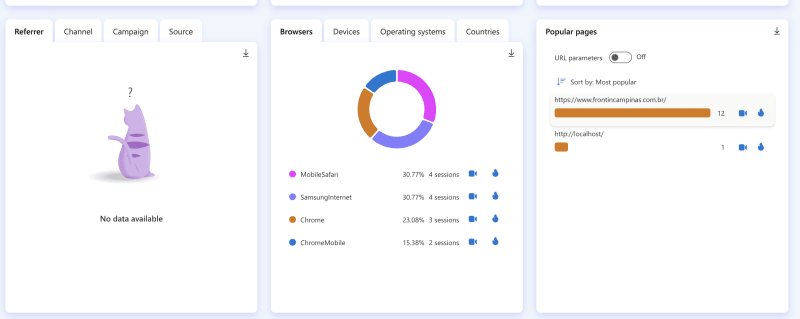 Referrer Channel Campaign Source
?
No data available
Browsers Devices Operating systems Countries
MobileSafari 30.77% 4 sessions
SamsungInternet 30.77% 4 sessions
Chrome 23.08% 3 sessions
ChromeMobile 15.38% 2 sessions
Popular pages
URL parameters Off
Sort by: Most popular
https://www.frontincampinas.com.br/
12
http://localhost/
1